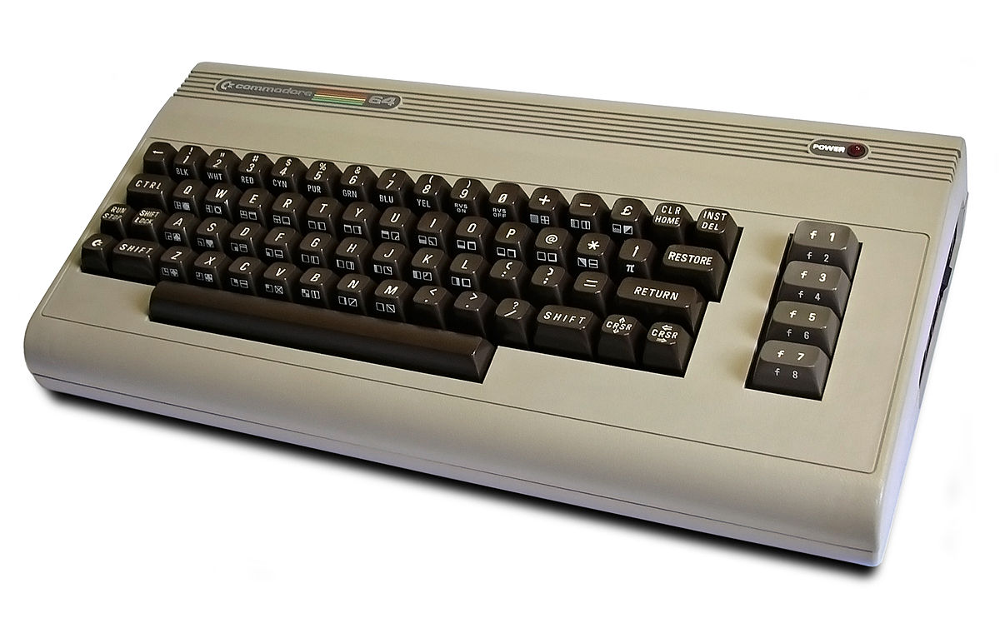 commodore 64
POWER
← ! 1 " 2 # 3 $ 4 % 5 & 6 ' 7 ( 8 ) 9 0 + − £ CLR HOME INST DEL
BLK WHT RED CYN PUR GRN BLU YEL RVS ON RVS OFF
CTRL Q W E R T Y U I O P @ * ↑ π RESTORE
RUN STOP SHIFT LOCK A S D F G H J K L [ : ] ; = RETURN
SHIFT Z X C V B N M < , > . ? / SHIFT CRSR CRSR
f 1
f 2
f 3
f 4
f 5
f 6
f 7
f 8